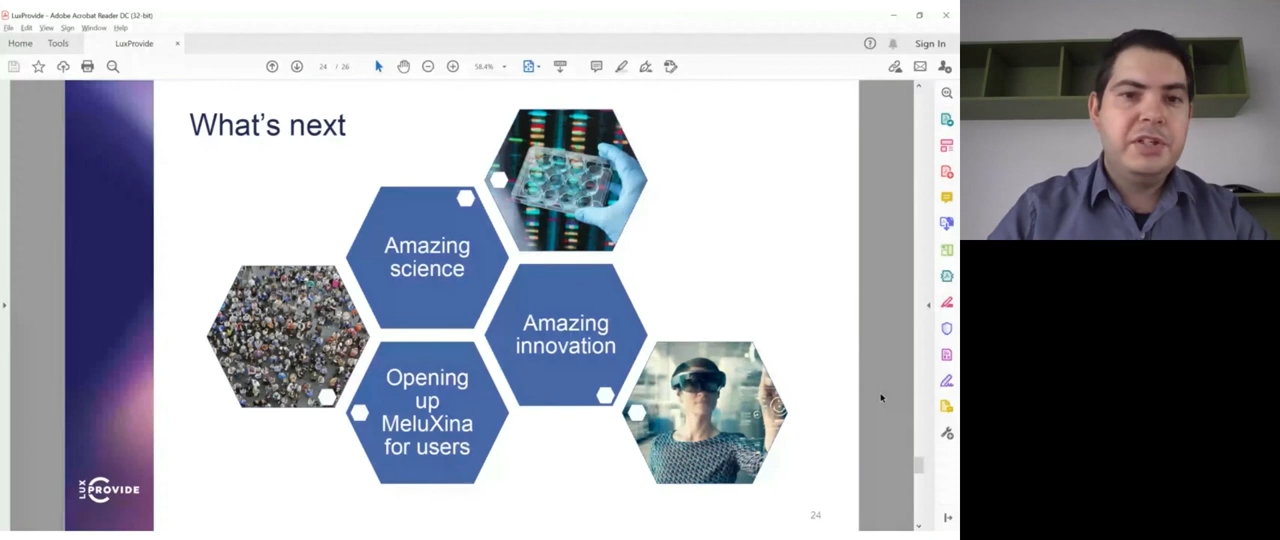 LuxProvide - Adobe Acrobat Reader DC (32-bit)
File Edit View Sign Window Help
Home Tools LuxProvide × Sign In
24 / 26 58.4%
What's next
Amazing
science
Amazing
innovation
Opening
up
MeluXina
for users
LUX
PROVIDE
24